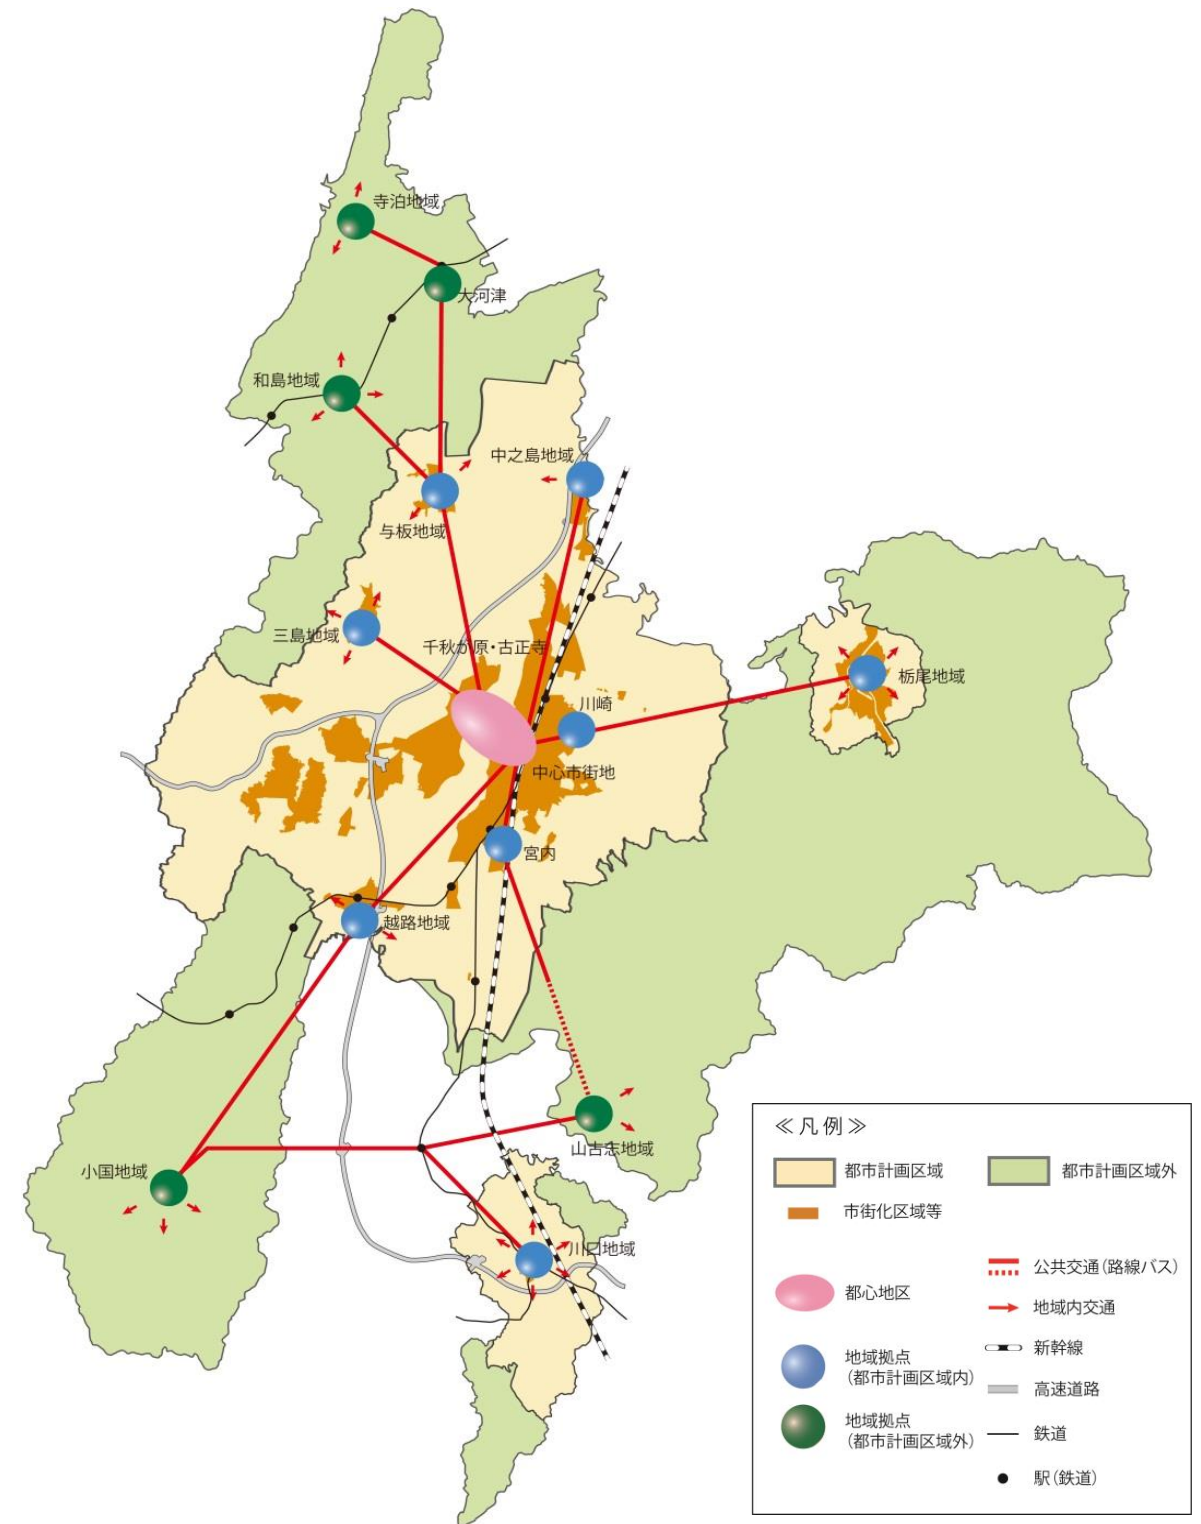 寺泊地域
大河津
和島地域
中之島地域
与板地域
三島地域
千秋が原・古正寺
栃尾地域
川崎
中心市街地
宮内
越路地域
山古志地域
小国地域
川口地域
≪凡例≫
都市計画区域
都市計画区域外
市街化区域等
公共交通(路線バス)
都心地区
地域内交通
新幹線
地域拠点
(都市計画区域内)
高速道路
地域拠点
(都市計画区域外)
鉄道
駅(鉄道)